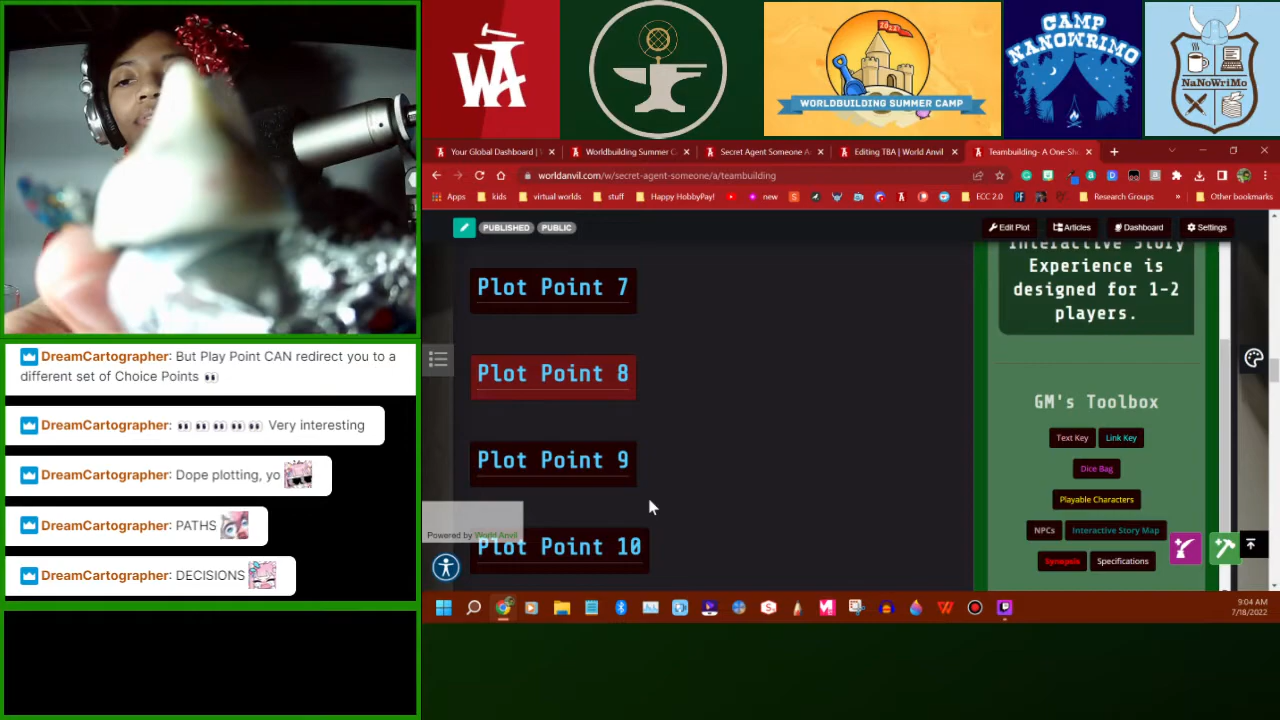 WA
2022
WORLDBUILDING SUMMER CAMP
CAMP
NANOWRIMO
NaNoWriMo
Your Global Dashboard |
Worldbuilding Summer C
Secret Agent Someone A
Editing TBA | World Anvil
Teambuilding- A One-Sh
worldanvil.com/w/secret-agent-someone/a/teambuilding
Apps
kids
virtual worlds
stuff
Happy HobbyPay!
new
ECC 2.0
Research Groups
Other bookmarks
PUBLISHED
PUBLIC
Edit Plot
Articles
Dashboard
Settings
Plot Point 7
Plot Point 8
Plot Point 9
Plot Point 10
Powered by World Anvil
Interactive Story
Experience is
designed for 1-2
players.
GM's Toolbox
Text Key
Link Key
Dice Bag
Playable Characters
NPCs
Interactive Story Map
Synopsis
Specifications
9:04 AM
7/18/2022
DreamCartographer: But Play Point CAN redirect you to a
different set of Choice Points 👀
DreamCartographer: 👀 👀 👀 👀 👀 Very interesting
DreamCartographer: Dope plotting, yo
DreamCartographer: PATHS
DreamCartographer: DECISIONS